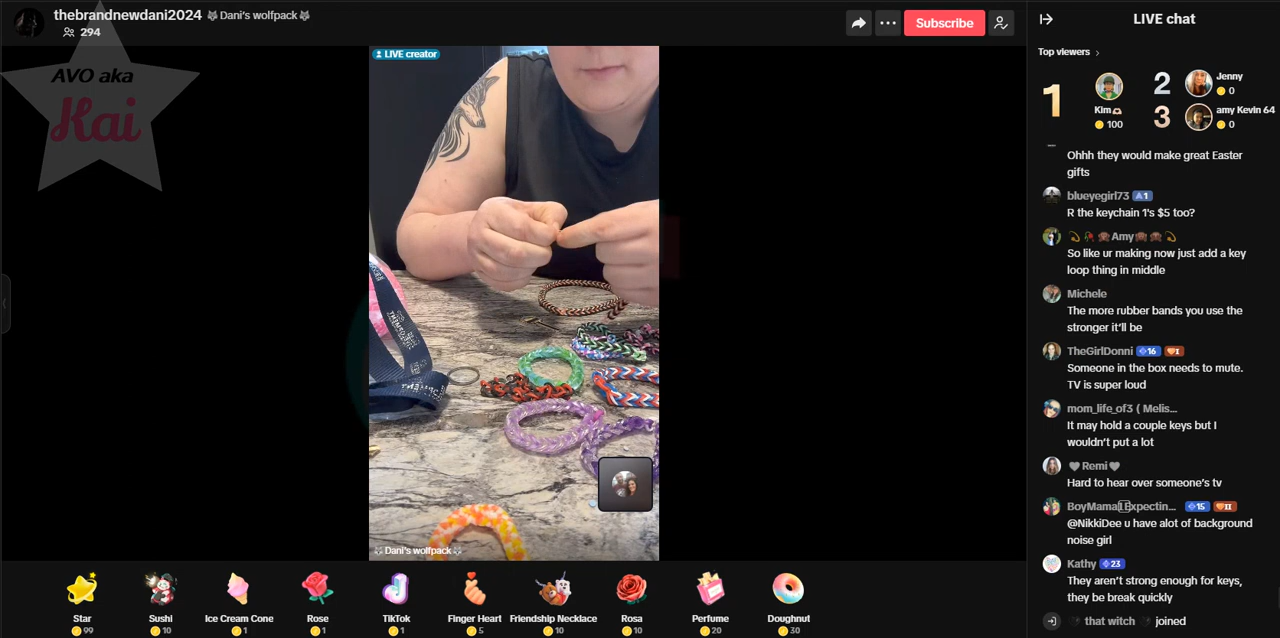 thebrandnewdani2024 🐺Dani's wolfpack🐺
294
AVO aka
Kai
Subscribe
LIVE creator
Dani's wolfpack
Star
99
Sushi
10
Ice Cream Cone
1
Rose
1
TikTok
1
Finger Heart
5
Friendship Necklace
10
Rosa
10
Perfume
20
Doughnut
30
LIVE chat
Top viewers
1
Kim
100
2
Jenny
0
3
amy Kevin 64
0
Ohhh they would make great Easter
gifts
blueyegirl73 1
R the keychain 1's $5 too?
Amy
So like ur making now just add a key
loop thing in middle
Michele
The more rubber bands you use the
stronger it'll be
TheGirlDonni 16 I
Someone in the box needs to mute.
TV is super loud
mom_life_of3 ( Melis...
It may hold a couple keys but I
wouldn't put a lot
🖤Remi🖤
Hard to hear over someone's tv
BoyMama Expectin... 15 II
@NikkiDee u have alot of background
noise girl
Kathy 23
They aren't strong enough for keys,
they be break quickly
that witch joined